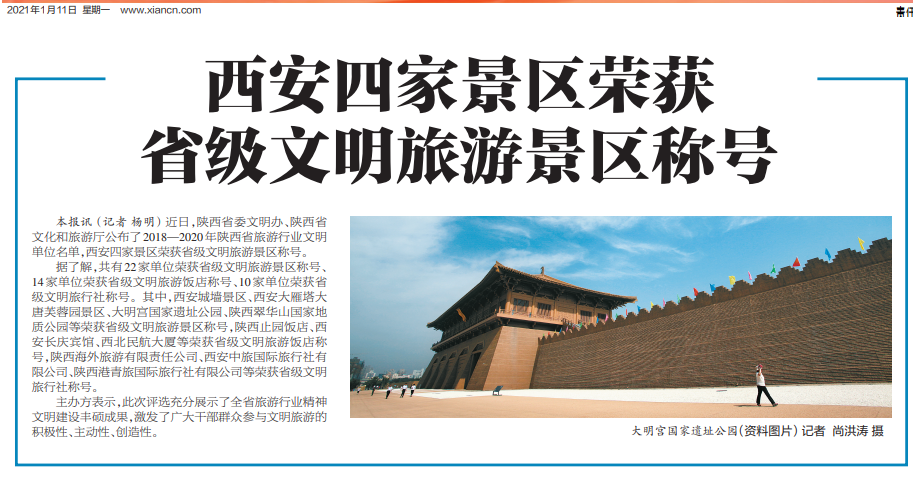 2021年1月11日 星期一 www.xiancn.com
西安四家景区荣获
省级文明旅游景区称号
本报讯（记者 杨明）近日，陕西省委文明办、陕西省
文化和旅游厅公布了2018—2020年陕西省旅游行业文明
单位名单，西安四家景区荣获省级文明旅游景区称号。
据了解，共有22家单位荣获省级文明旅游景区称号、
14家单位荣获省级文明旅游饭店称号、10家单位荣获省
级文明旅行社称号。其中，西安城墙景区、西安大雁塔大
唐芙蓉园景区、大明宫国家遗址公园、陕西翠华山国家地
质公园等荣获省级文明旅游景区称号，陕西止园饭店、西
安长庆宾馆、西北民航大厦等荣获省级文明旅游饭店称
号，陕西海外旅游有限责任公司、西安中旅国际旅行社有
限公司、陕西港青旅国际旅行社有限公司等荣获省级文明
旅行社称号。
主办方表示，此次评选充分展示了全省旅游行业精神
文明建设丰硕成果，激发了广大干部群众参与文明旅游的
积极性、主动性、创造性。
大明宫国家遗址公园（资料图片）记者 尚洪涛 摄